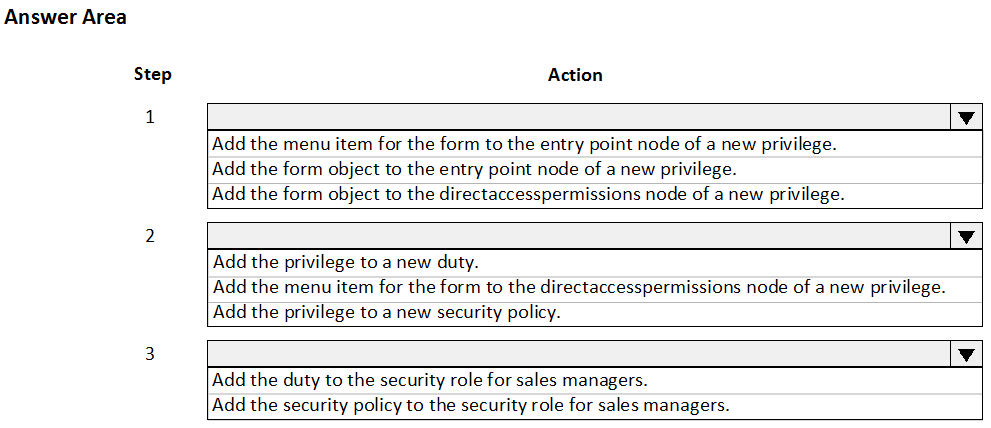 Answer Area
Step Action
1
Add the menu item for the form to the entry point node of a new privilege.
Add the form object to the entry point node of a new privilege.
Add the form object to the directaccesspermissions node of a new privilege.
2
Add the privilege to a new duty.
Add the menu item for the form to the directaccesspermissions node of a new privilege.
Add the privilege to a new security policy.
3
Add the duty to the security role for sales managers.
Add the security policy to the security role for sales managers.